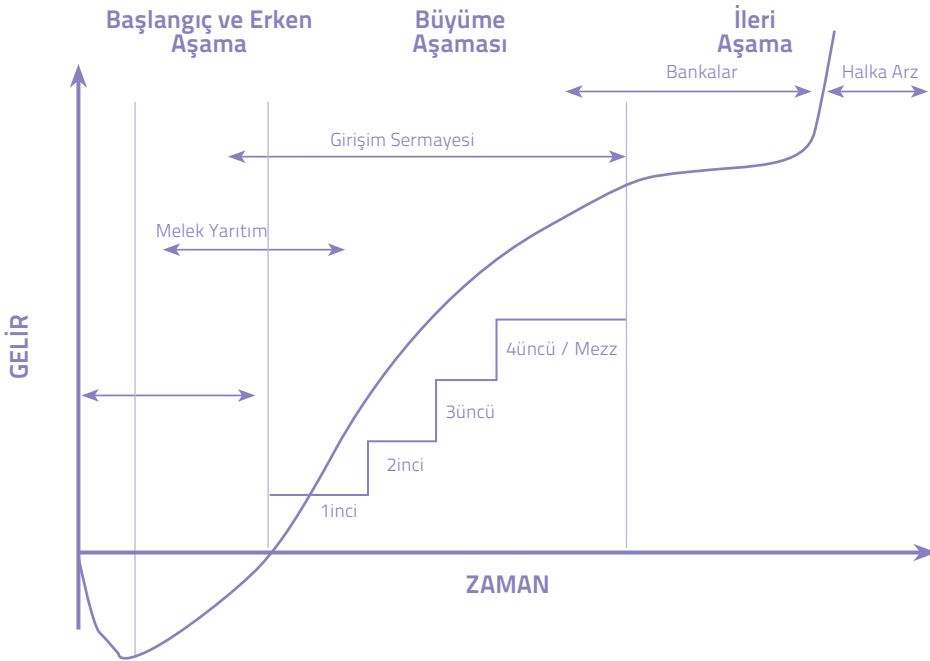 Başlangıç ve Erken
Aşama
Büyüme
Aşaması
İleri
Aşama
Bankalar
Halka Arz
Girişim Sermayesi
Melek Yarıtım
GELİR
4üncü / Mezz
3üncü
2inci
1inci
ZAMAN